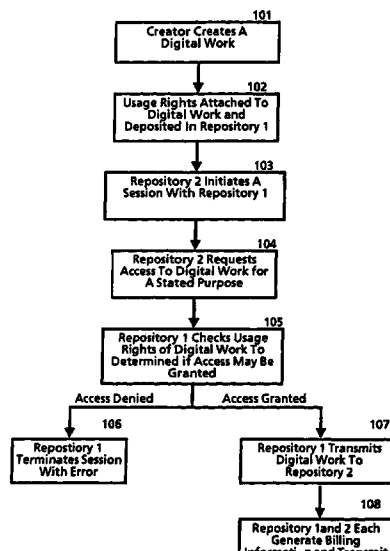 101
Creator Creates A
Digital Work
102
Usage Rights Attached To
Digital Work and
Deposited In Repository 1
103
Repository 2 Initiates A
Session With Repository 1
104
Repository 2 Requests
Access To Digital Work for
A Stated Purpose
105
Repository 1 Checks Usage
Rights of Digital Work To
Determined if Access May Be
Granted
Access Denied
Access Granted
106
Repostiory 1
Terminates Session
With Error
107
Repository 1 Transmits
Digital Work To
Repository 2
108
Repository 1and 2 Each
Generate Billing
and Transmit